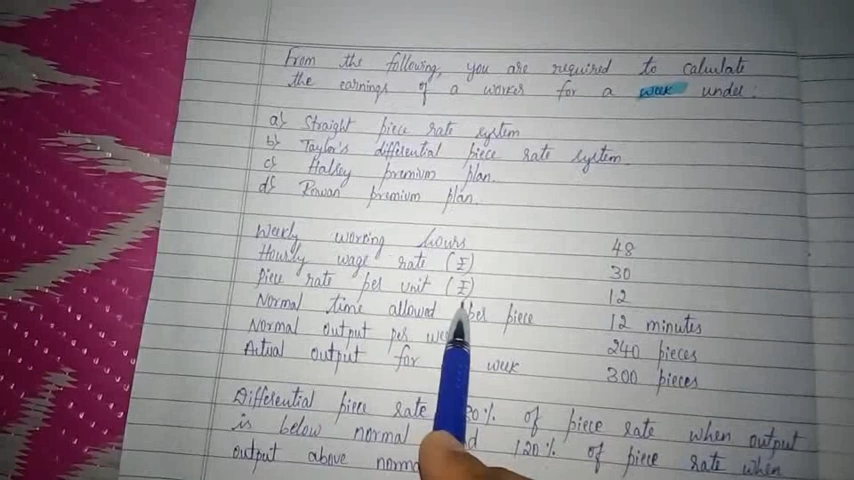 From the following, you are required to calculate
the earnings of a worker for a week under:
a) Straight piece rate system
b) Taylor's differential piece rate system.
c) Halsey premium plan.
d) Rowan premium plan.
Weekly working hours 48
Hourly wage rate (₹) 30
Piece rate per unit (₹) 12
Normal time allowed per piece 12 minutes
Normal output per 240 pieces
Actual output for week 300 pieces
Differential piece rate of piece rate when output
is below normal 120% of piece rate when
output above